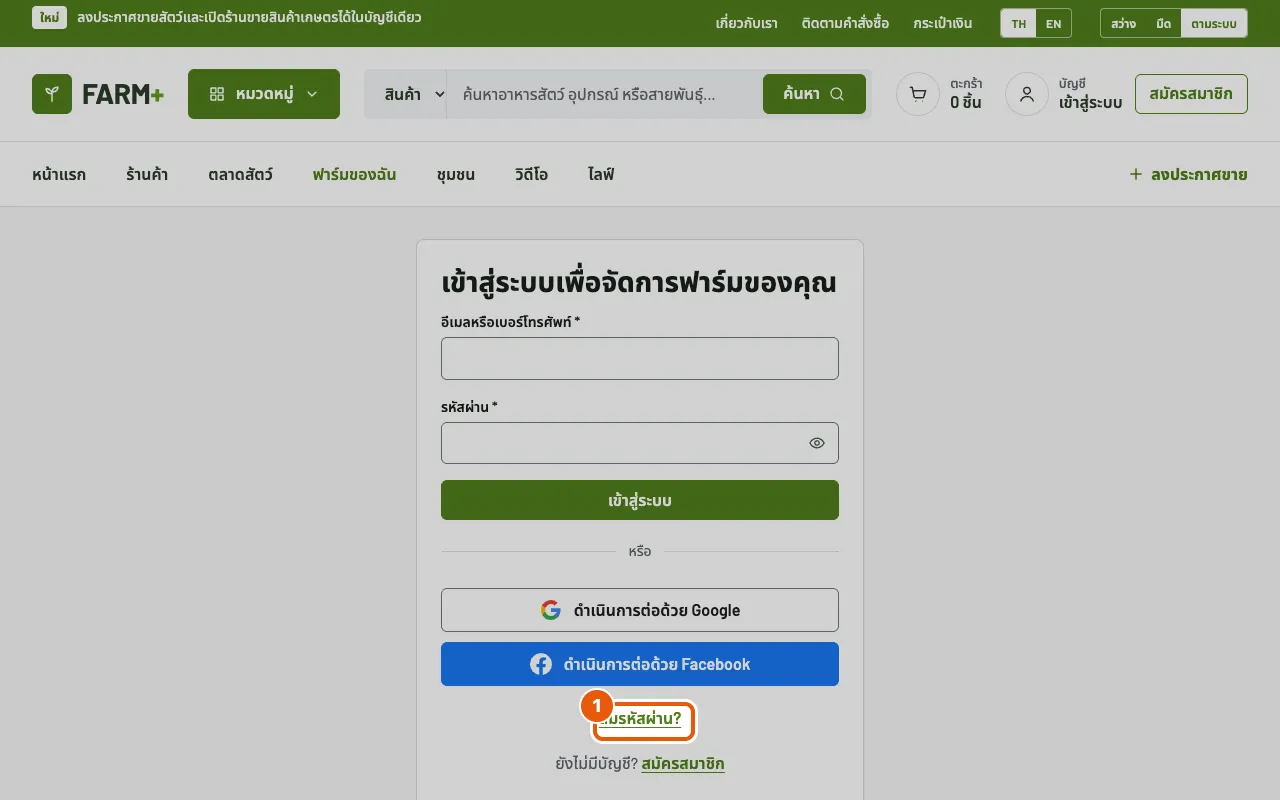 ใหม่ ลงประกาศขายสัตว์และเปิดร้านขายสินค้าเกษตรได้ในบัญชีเดียว เกี่ยวกับเรา ติดตามคำสั่งซื้อ กระเป๋าเงิน TH EN สว่าง มืด ตามระบบ
FARM+ หมวดหมู่ สินค้า ค้นหาอาหารสัตว์ อุปกรณ์ หรือสายพันธุ์... ค้นหา ตะกร้า 0 ชิ้น บัญชี เข้าสู่ระบบ สมัครสมาชิก
หน้าแรก ร้านค้า ตลาดสัตว์ ฟาร์มของฉัน ชุมชน วิดีโอ ไลฟ์ + ลงประกาศขาย
เข้าสู่ระบบเพื่อจัดการฟาร์มของคุณ
อีเมลหรือเบอร์โทรศัพท์ *
รหัสผ่าน *
เข้าสู่ระบบ
หรือ
ดำเนินการต่อด้วย Google
ดำเนินการต่อด้วย Facebook
1
มรหัสผ่าน?
ยังไม่มีบัญชี? สมัครสมาชิก